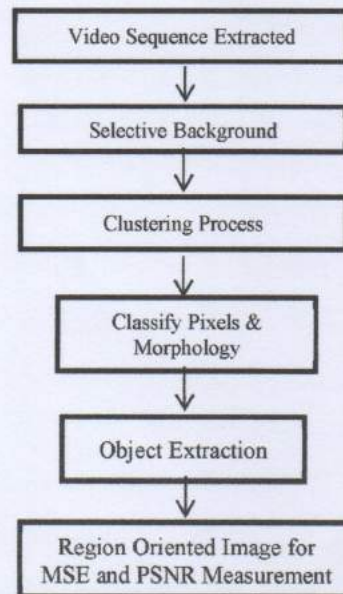 Video Sequence Extracted
Selective Background
Clustering Process
Classify Pixels &
Morphology
Object Extraction
Region Oriented Image for
MSE and PSNR Measurement